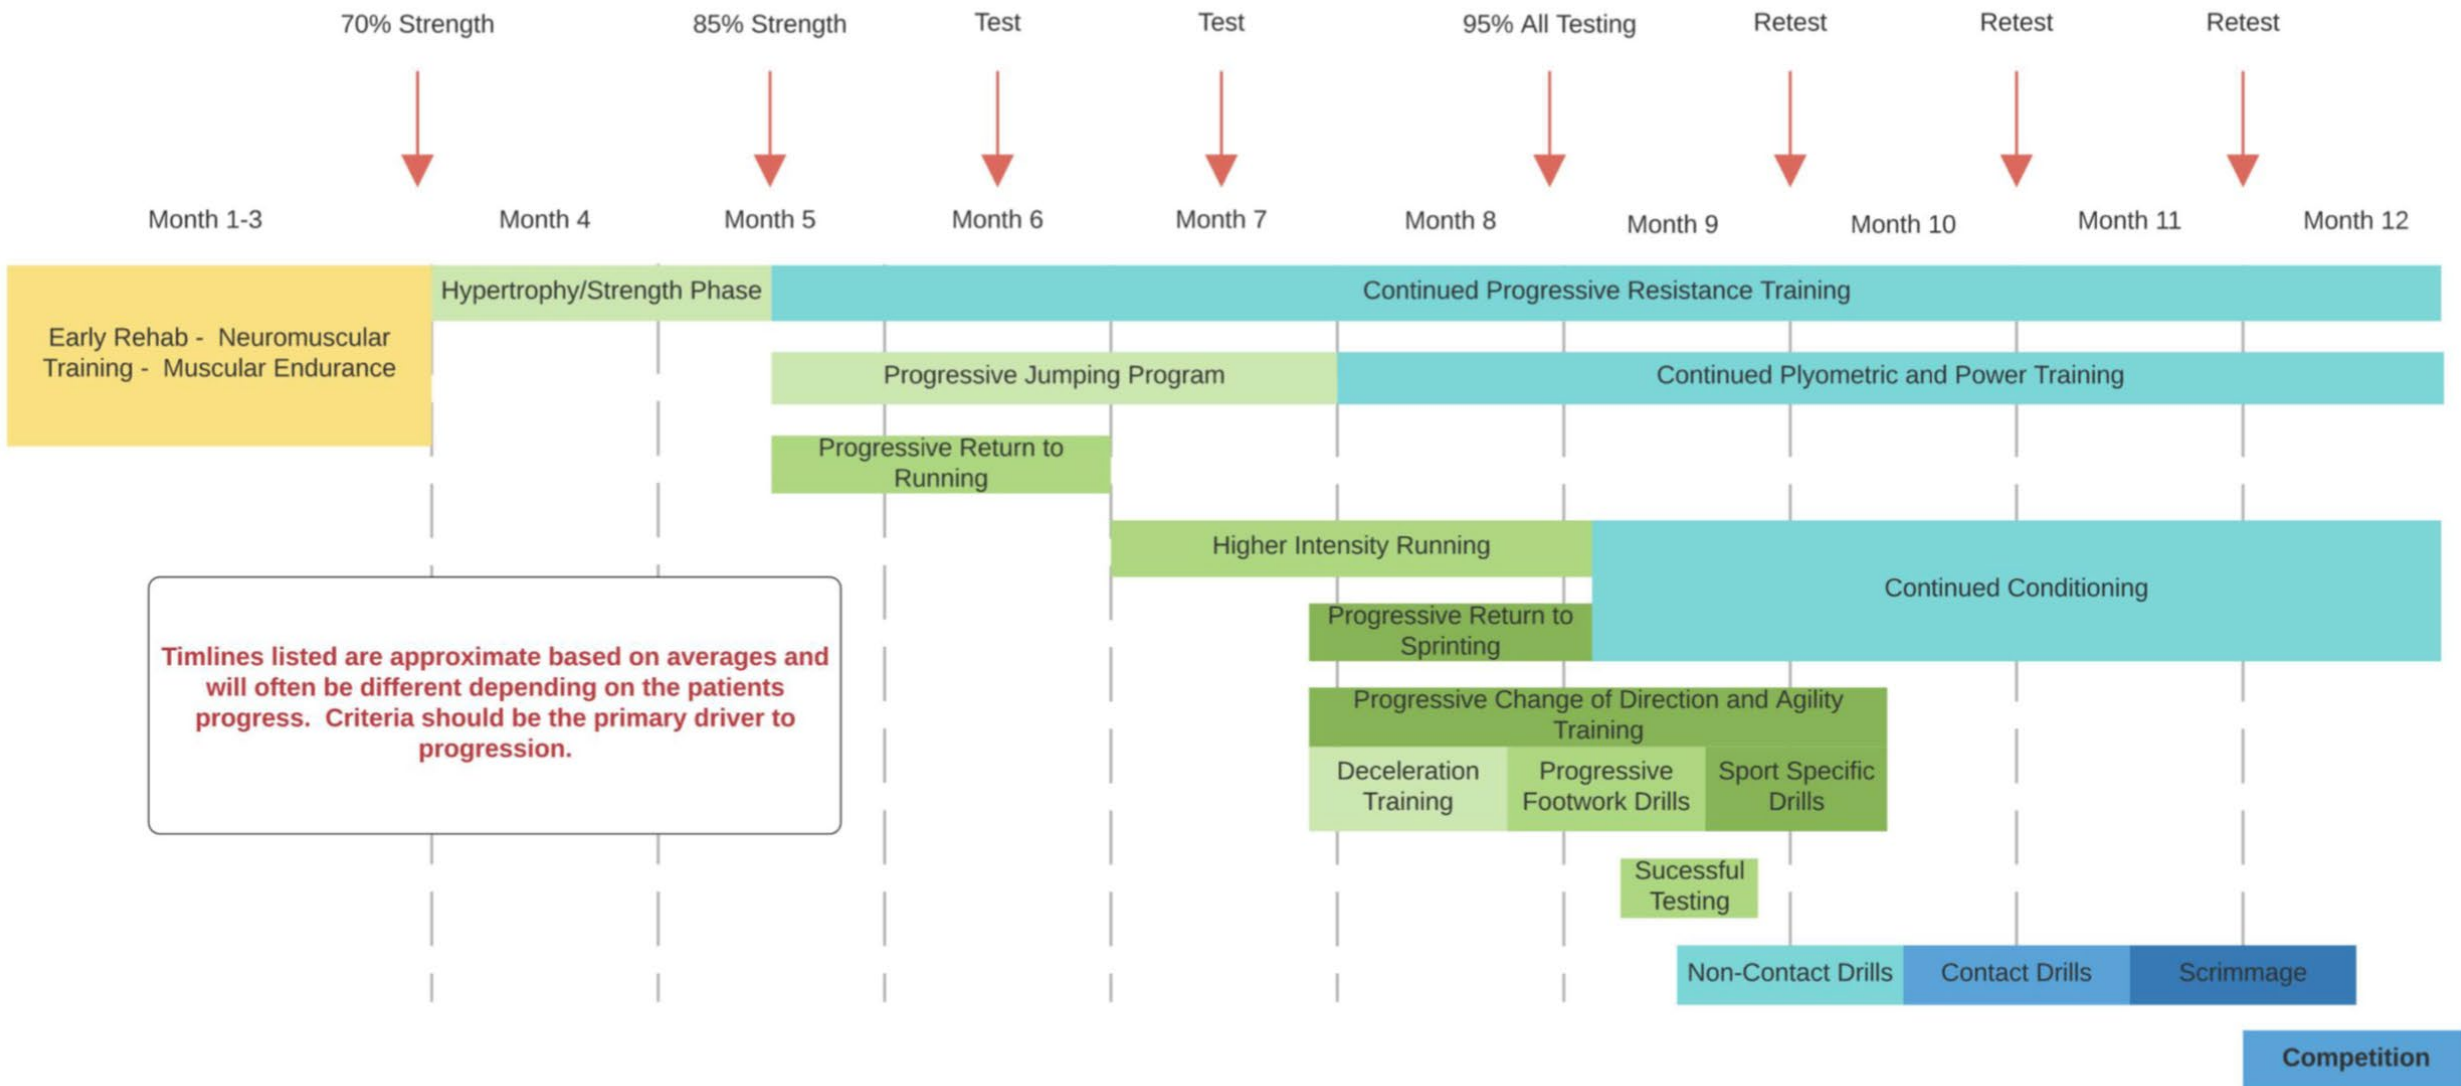 70% Strength
85% Strength
Test
Test
95% All Testing
Retest
Retest
Retest
Month 1-3
Month 4
Month 5
Month 6
Month 7
Month 8
Month 9
Month 10
Month 11
Month 12
Early Rehab - Neuromuscular
Training - Muscular Endurance
Hypertrophy/Strength Phase
Continued Progressive Resistance Training
Progressive Jumping Program
Continued Plyometric and Power Training
Progressive Return to
Running
Higher Intensity Running
Continued Conditioning
Progressive Return to
Sprinting
Timlines listed are approximate based on averages and
will often be different depending on the patients
progress. Criteria should be the primary driver to
progression.
Progressive Change of Direction and Agility
Training
Deceleration
Training
Progressive
Footwork Drills
Sport Specific
Drills
Sucessful
Testing
Non-Contact Drills
Contact Drills
Scrimmage
Competition